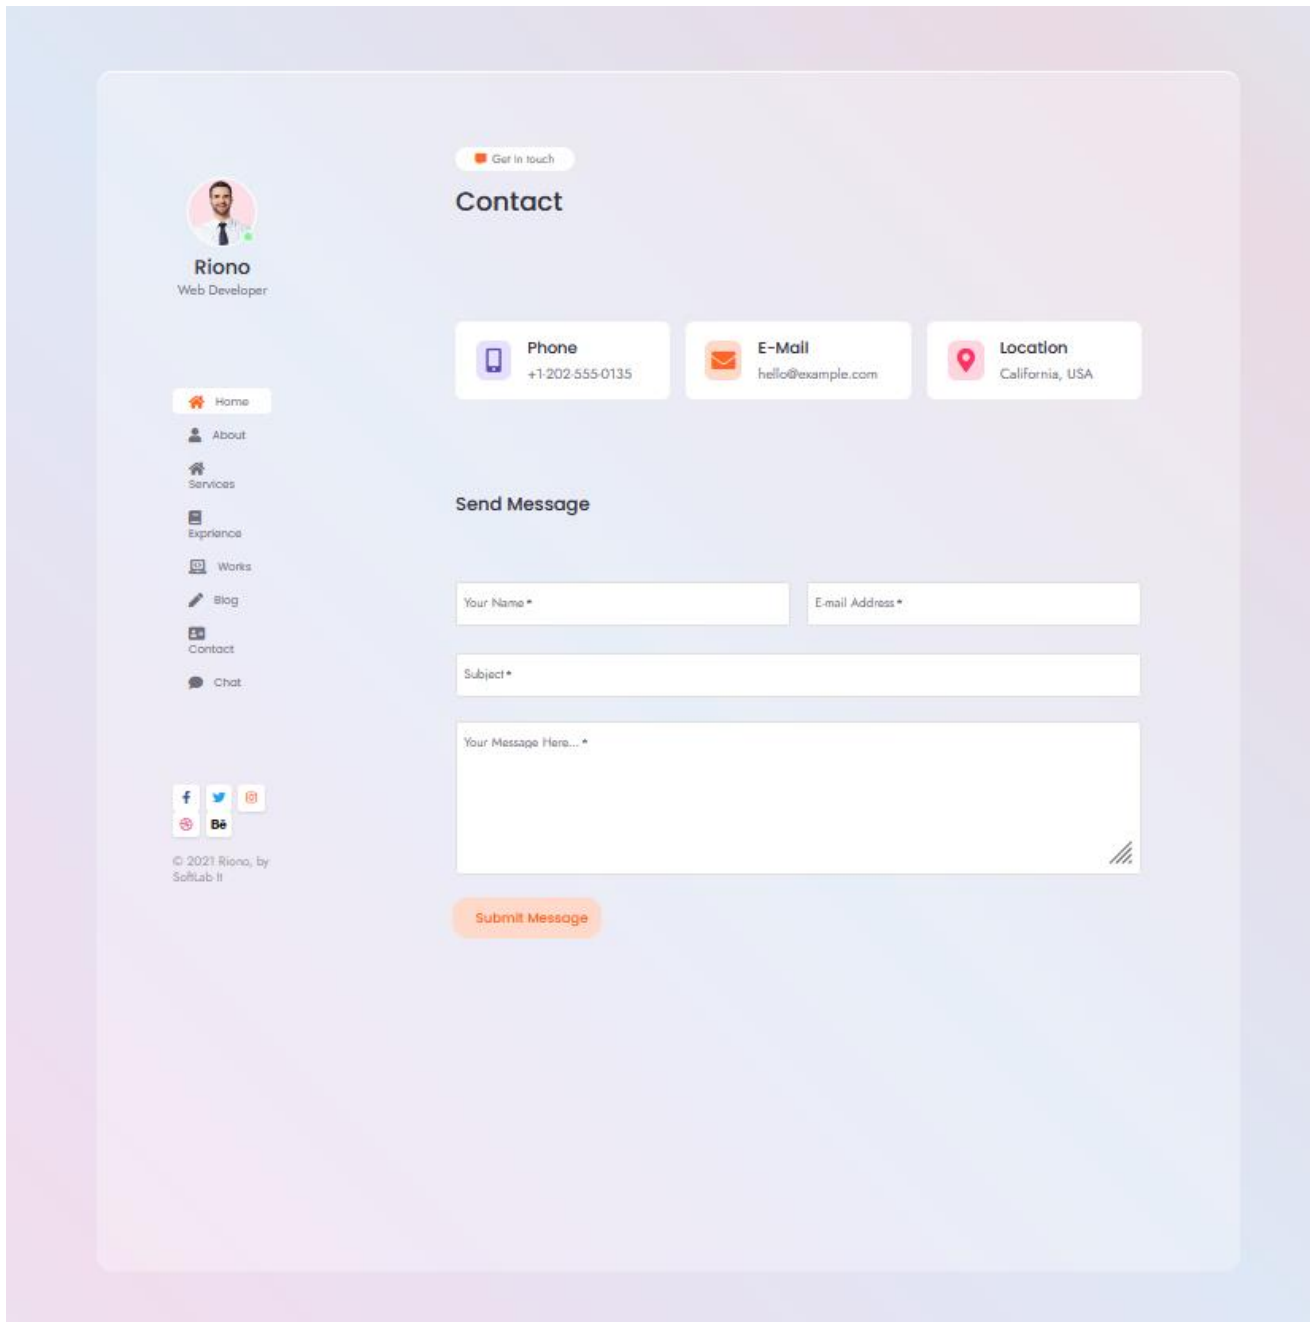 Get in touch
Contact
Riono
Web Developer
Phone
+1-202-555-0135
E-Mail
hello@example.com
Location
California, USA
Home
About
Services
Exprience
Works
Blog
Contact
Chat
Send Message
Your Name *
E-mail Address *
Subject *
Your Message Here... *
Bē
© 2021 Riono, by
SoftLab It
Submit Message